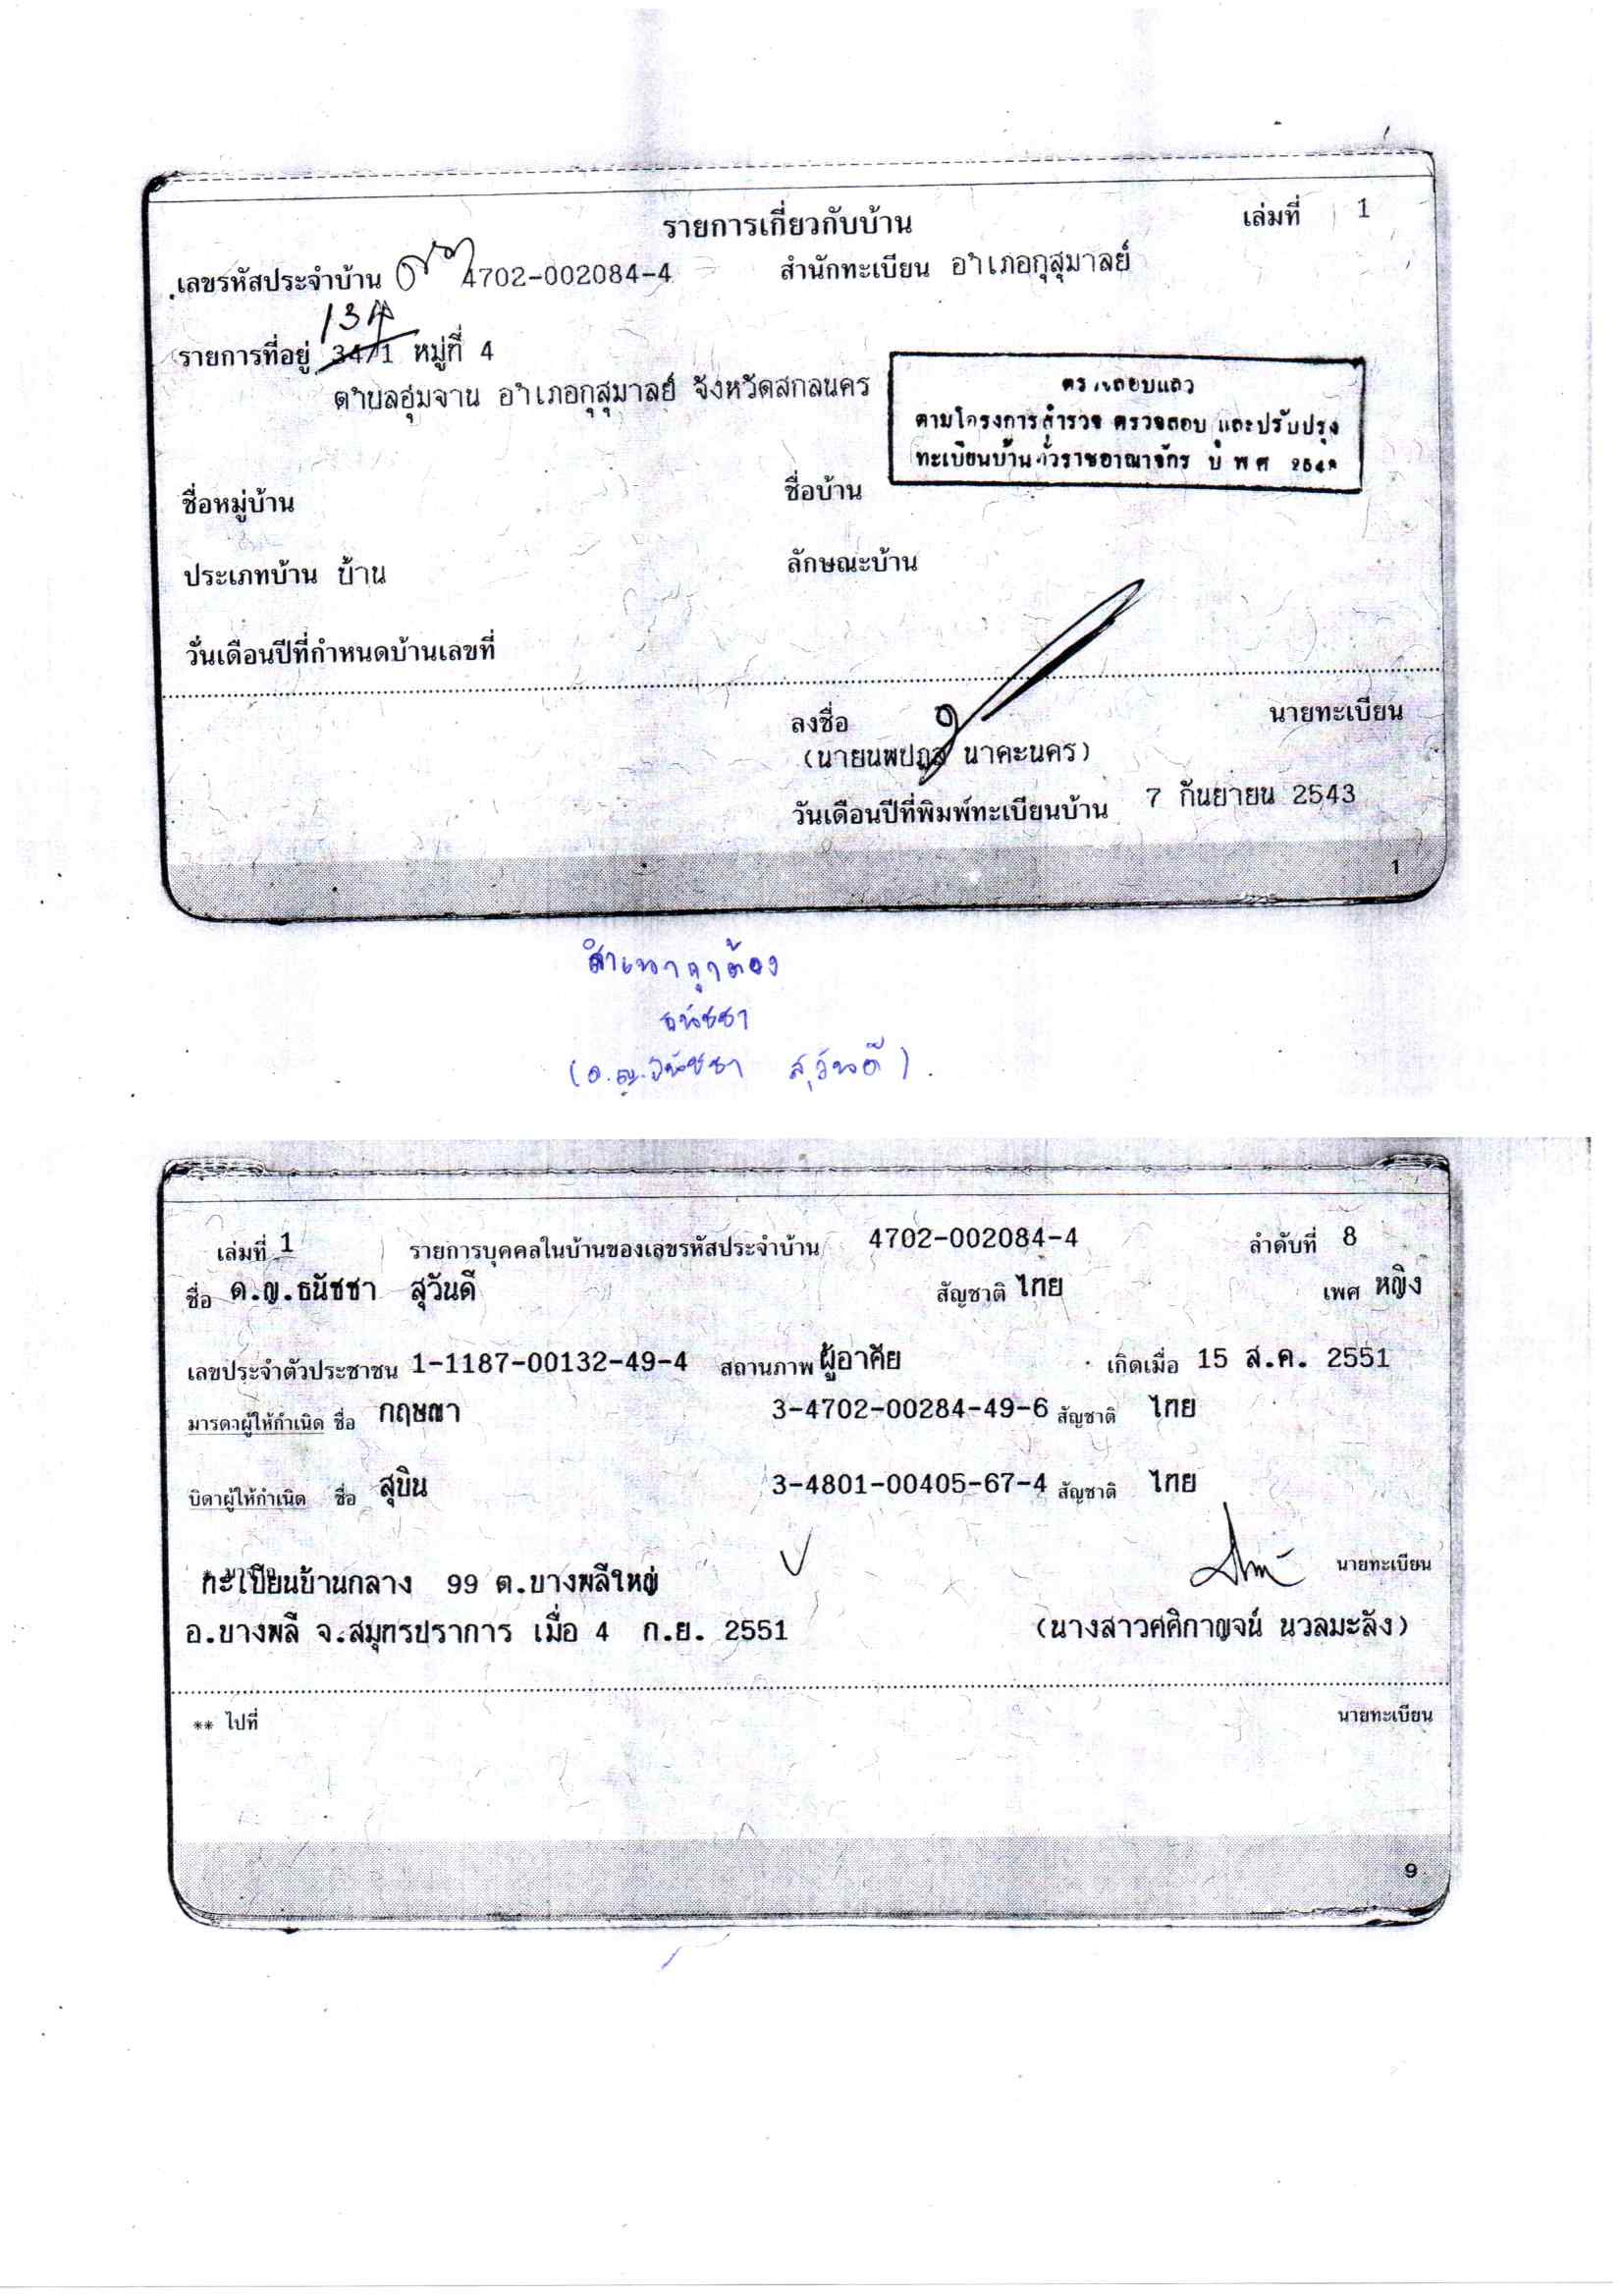 รายการเกี่ยวกับบ้าน เล่มที่ 1
เลขรหัสประจำบ้าน 4702-002084-4 สำนักทะเบียน อำเภอกุสุมาลย์
รายการที่อยู่ 34/1 หมู่ที่ 4
ตำบลอุ่มจาน อำเภอกุสุมาลย์ จังหวัดสกลนคร
ตรวจสอบแล้ว
ตามโครงการสำรวจ ตรวจสอบ และปรับปรุง
ทะเบียนบ้านทั่วราชอาณาจักร ปี พ ศ
ชื่อหมู่บ้าน ชื่อบ้าน
ประเภทบ้าน บ้าน ลักษณะบ้าน
วันเดือนปีที่กำหนดบ้านเลขที่
ลงชื่อ นายทะเบียน
(นายนพปฎล นาคะนคร)
วันเดือนปีที่พิมพ์ทะเบียนบ้าน 7 กันยายน 2543
1
สำเนาถูกต้อง
ธนัชชา
(ด.ญ.ธนัชชา สุวันดี)
เล่มที่ 1 รายการบุคคลในบ้านของเลขรหัสประจำบ้าน 4702-002084-4 ลำดับที่ 8
ชื่อ ด.ญ.ธนัชชา สุวันดี สัญชาติ ไทย เพศ หญิง
เลขประจำตัวประชาชน 1-1187-00132-49-4 สถานภาพ ผู้อาศัย เกิดเมื่อ 15 ส.ค. 2551
มารดาผู้ให้กำเนิด ชื่อ กฤษณา 3-4702-00284-49-6 สัญชาติ ไทย
บิดาผู้ให้กำเนิด ชื่อ สุบิน 3-4801-00405-67-4 สัญชาติ ไทย
ทะเบียนบ้านกลาง 99 ต.บางพลีใหญ่ นายทะเบียน
อ.บางพลี จ.สมุทรปราการ เมื่อ 4 ก.ย. 2551 (นางสาวศศิกาญจน์ นวลมะลัง)
** ไปที่ นายทะเบียน
9